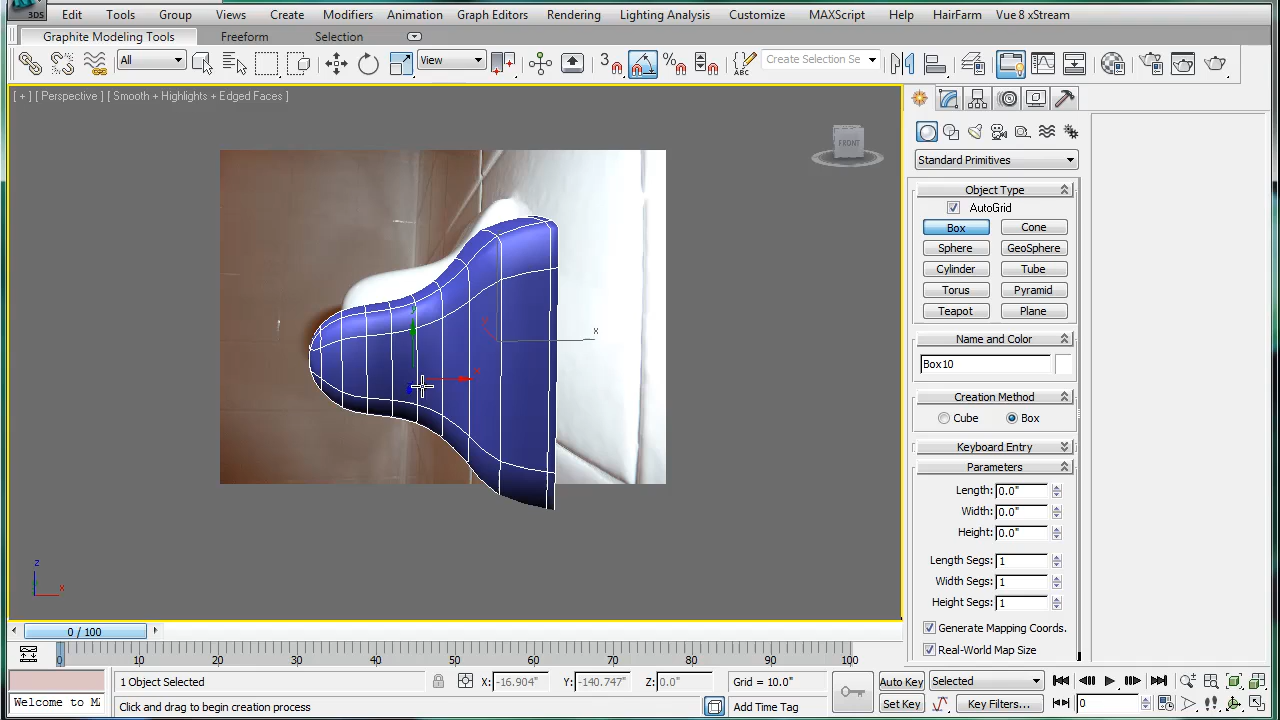 3DS
Edit Tools Group Views Create Modifiers Animation Graph Editors Rendering Lighting Analysis Customize MAXScript Help HairFarm Vue 8 xStream
Graphite Modeling Tools Freeform Selection
All View 3 % ABC Create Selection Se
[ + ] [ Perspective ] [ Smooth + Highlights + Edged Faces ]
FRONT
Standard Primitives
Object Type
AutoGrid
Box Cone
Sphere GeoSphere
Cylinder Tube
Torus Pyramid
Teapot Plane
Name and Color
Box10
Creation Method
Cube Box
Keyboard Entry
Parameters
Length: 0.0"
Width: 0.0"
Height: 0.0"
Length Segs: 1
Width Segs: 1
Height Segs: 1
Generate Mapping Coords.
Real-World Map Size
y
x
x
z
x
0 / 100
0 10 20 30 40 50 60 70 80 90 100
1 Object Selected X: -16.904" Y: -140.747" Z: 0.0" Grid = 10.0" Auto Key Selected
Welcome to M Click and drag to begin creation process Add Time Tag Set Key Key Filters... 0